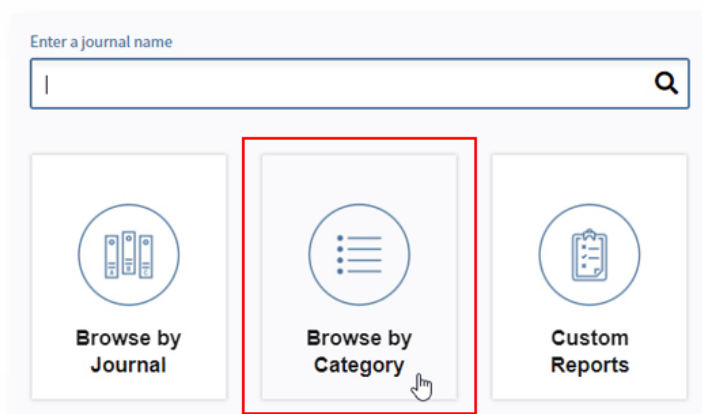 Enter a journal name
Browse by
Journal
Browse by
Category
Custom
Reports